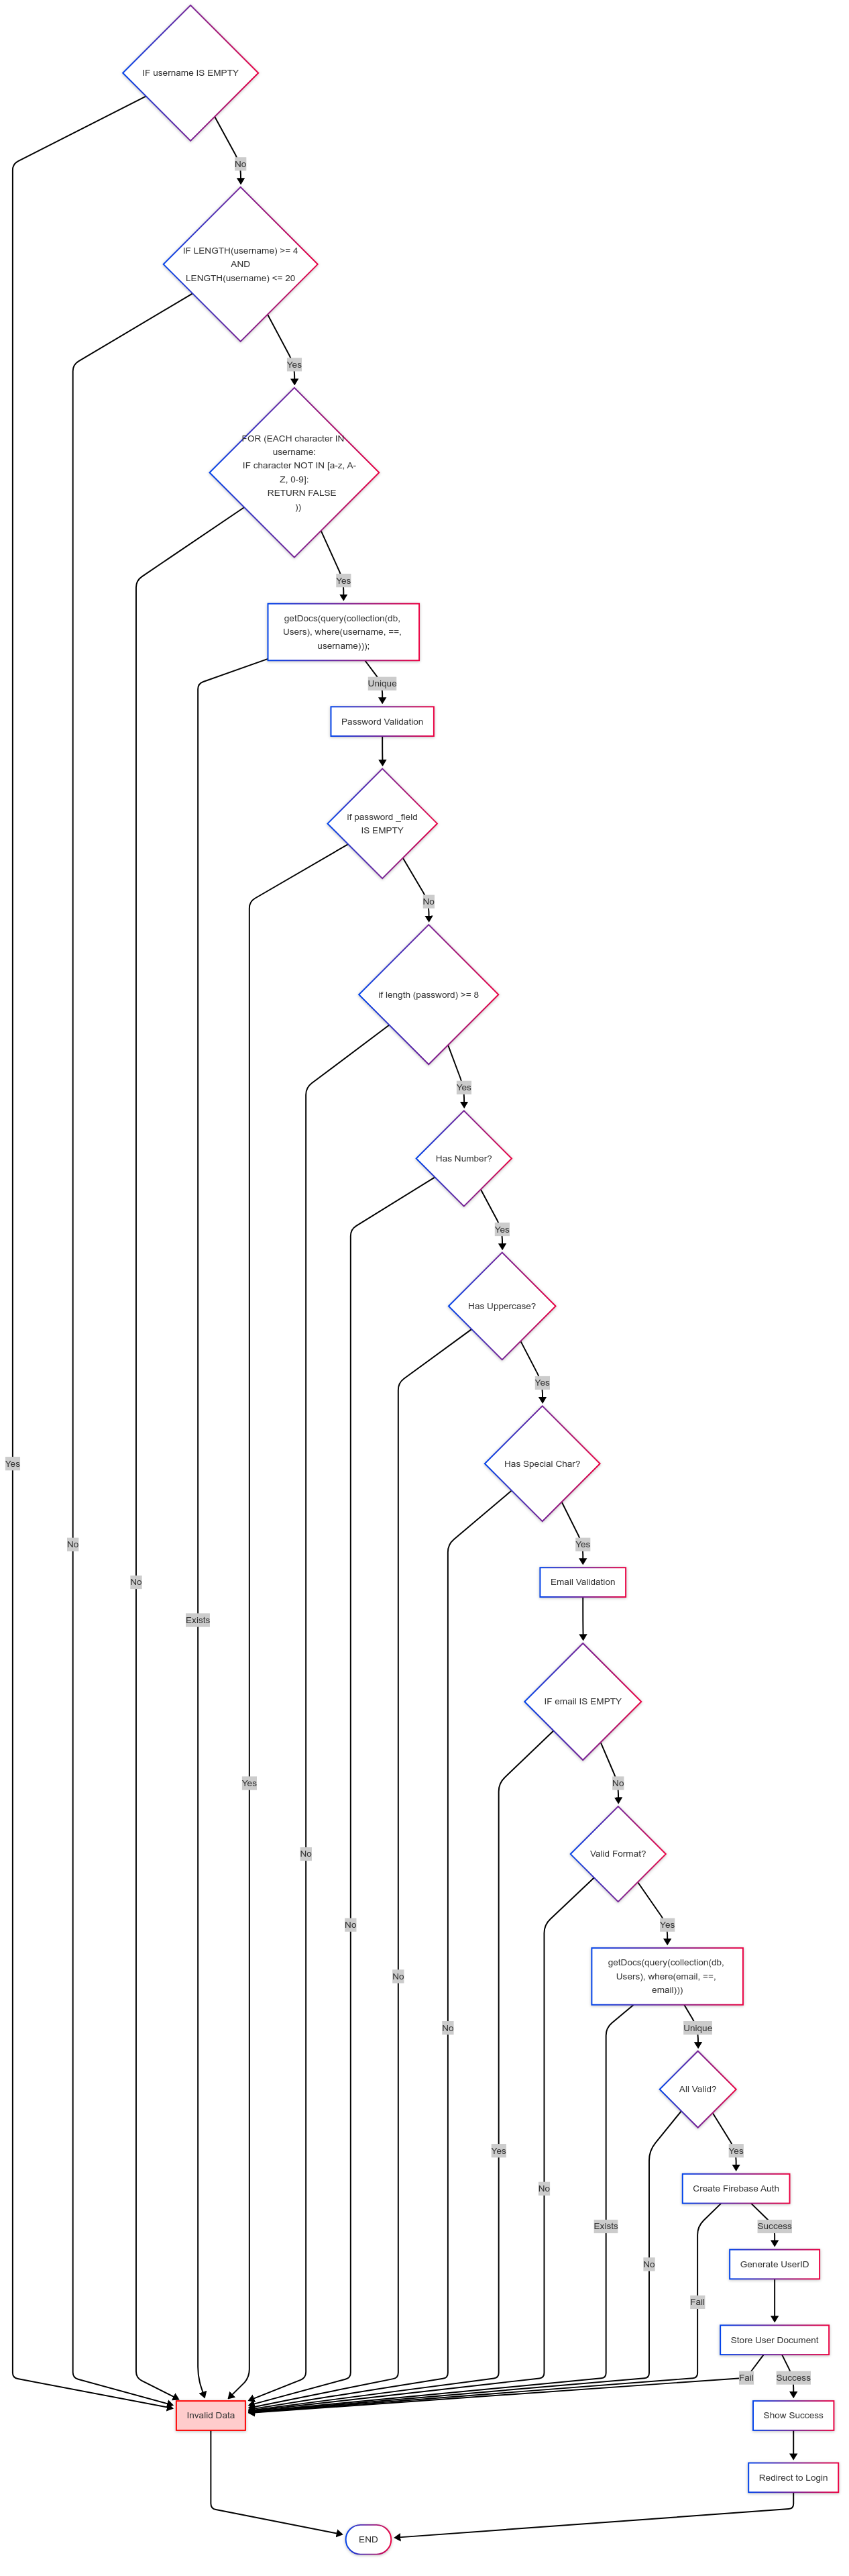 IF username IS EMPTY
No
IF LENGTH(username) >= 4
AND
LENGTH(username) <= 20
Yes
FOR (EACH character IN
username:
IF character NOT IN [a-z, A-
Z, 0-9]:
RETURN FALSE
))
Yes
getDocs(query(collection(db,
Users), where(username, ==,
username)));
Unique
Password Validation
if password _field
IS EMPTY
No
if length (password) >= 8
Yes
Has Number?
Yes
Has Uppercase?
Yes
Has Special Char?
Yes
No
Yes
Email Validation
No
Exists
IF email IS EMPTY
Yes
No
Valid Format?
No
No
Yes
getDocs(query(collection(db,
Users), where(email, ==,
email)))
No
No
Unique
All Valid?
Yes
Yes
Create Firebase Auth
No
Exists
Success
No
Generate UserID
Fail
Store User Document
Fail
Success
Invalid Data
Show Success
Redirect to Login
END